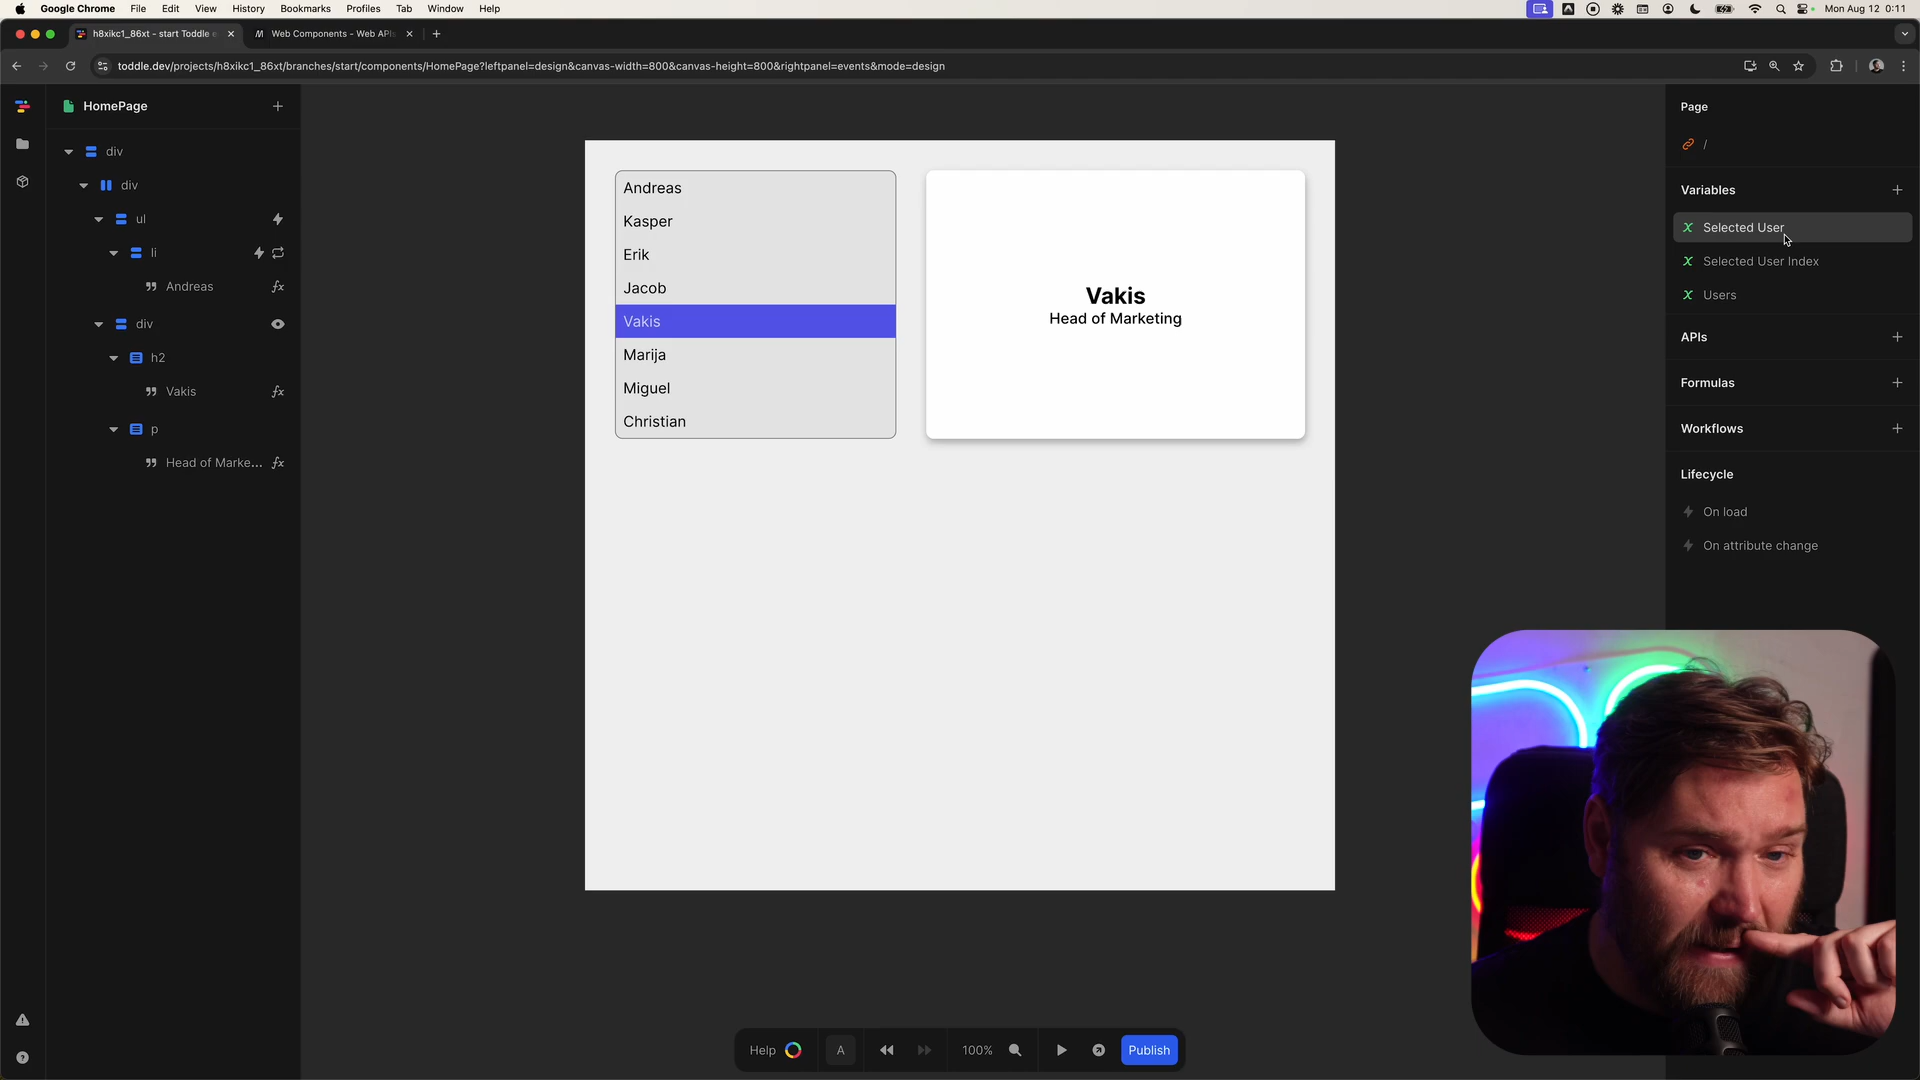 Google Chrome File Edit View History Bookmarks Profiles Tab Window Help Mon Aug 12 0:11
h8xikc1_86xt - start Toddle e Web Components - Web APIs
toddle.dev/projects/h8xikc1_86xt/branches/start/components/HomePage?leftpanel=design&canvas-width=800&canvas-height=800&rightpanel=events&mode=design
HomePage
div
div
ul
li
Andreas
div
h2
Vakis
p
Head of Marke...
Andreas
Kasper
Erik
Jacob
Vakis
Marija
Miguel
Christian
Vakis
Head of Marketing
Page
/
Variables
Selected User
Selected User Index
Users
APIs
Formulas
Workflows
Lifecycle
On load
On attribute change
Help A 100% Publish